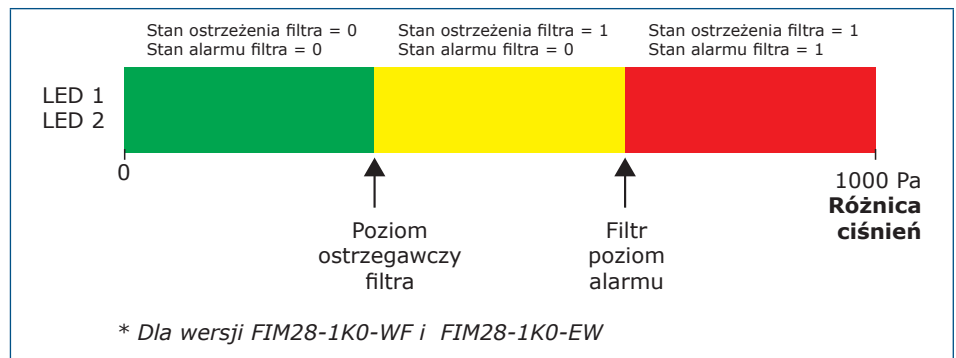 Stan ostrzeżenia filtra = 0
Stan alarmu filtra = 0
Stan ostrzeżenia filtra = 1
Stan alarmu filtra = 0
Stan ostrzeżenia filtra = 1
Stan alarmu filtra = 1
LED 1
LED 2
0
1000 Pa
Różnica
ciśnień
Poziom
ostrzegawczy
filtra
Filtr
poziom
alarmu
* Dla wersji FIM28-1K0-WF i FIM28-1K0-EW